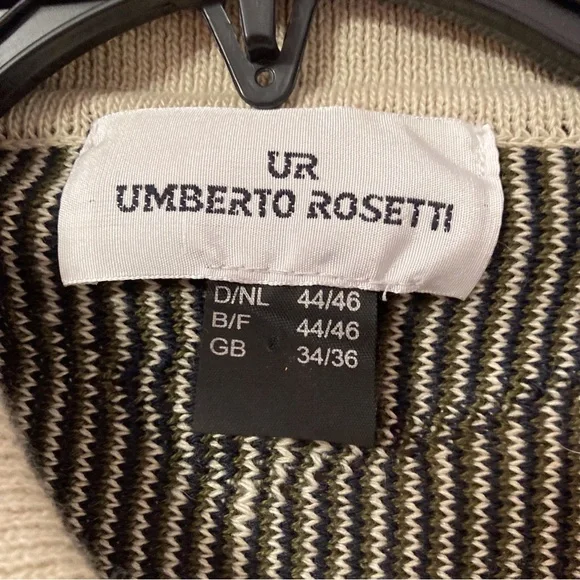 UR
UMBERTO ROSETTI
D/NL 44/46
B/F 44/46
GB 34/36